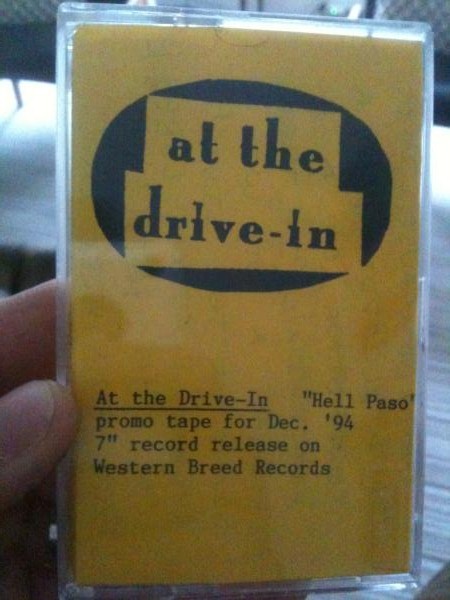 at the
drive-in
At the Drive-In "Hell Paso"
promo tape for Dec. '94
7" record release on
Western Breed Records